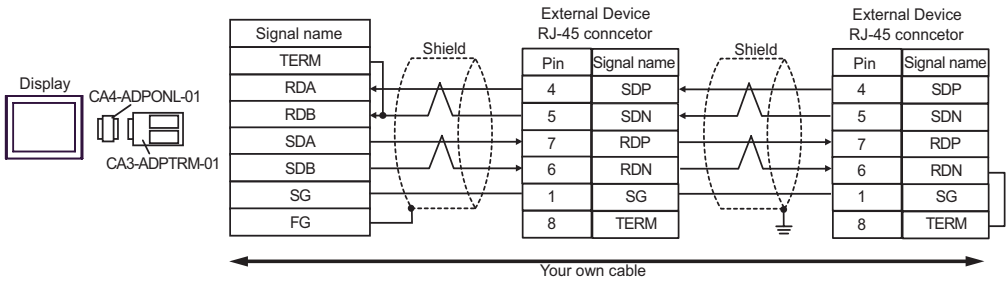 Display
CA4-ADPONL-01
CA3-ADPTRM-01
Signal name
TERM
RDA
RDB
SDA
SDB
SG
FG
Shield
External Device
RJ-45 conncetor
Pin Signal name
4 SDP
5 SDN
7 RDP
6 RDN
1 SG
8 TERM
Shield
External Device
RJ-45 conncetor
Pin Signal name
4 SDP
5 SDN
7 RDP
6 RDN
1 SG
8 TERM
Your own cable